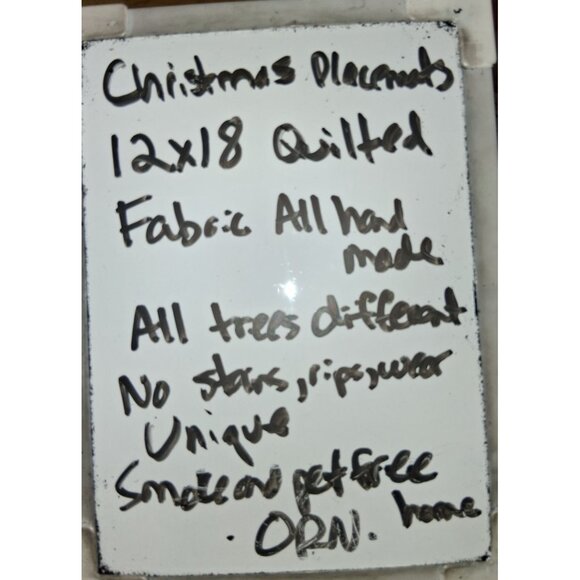 Christmas Placemats
12x18 Quilted
Fabric All hand
made
All trees different
No stains, rips, wear
Unique
Smoke and pet free
home
. ORN.